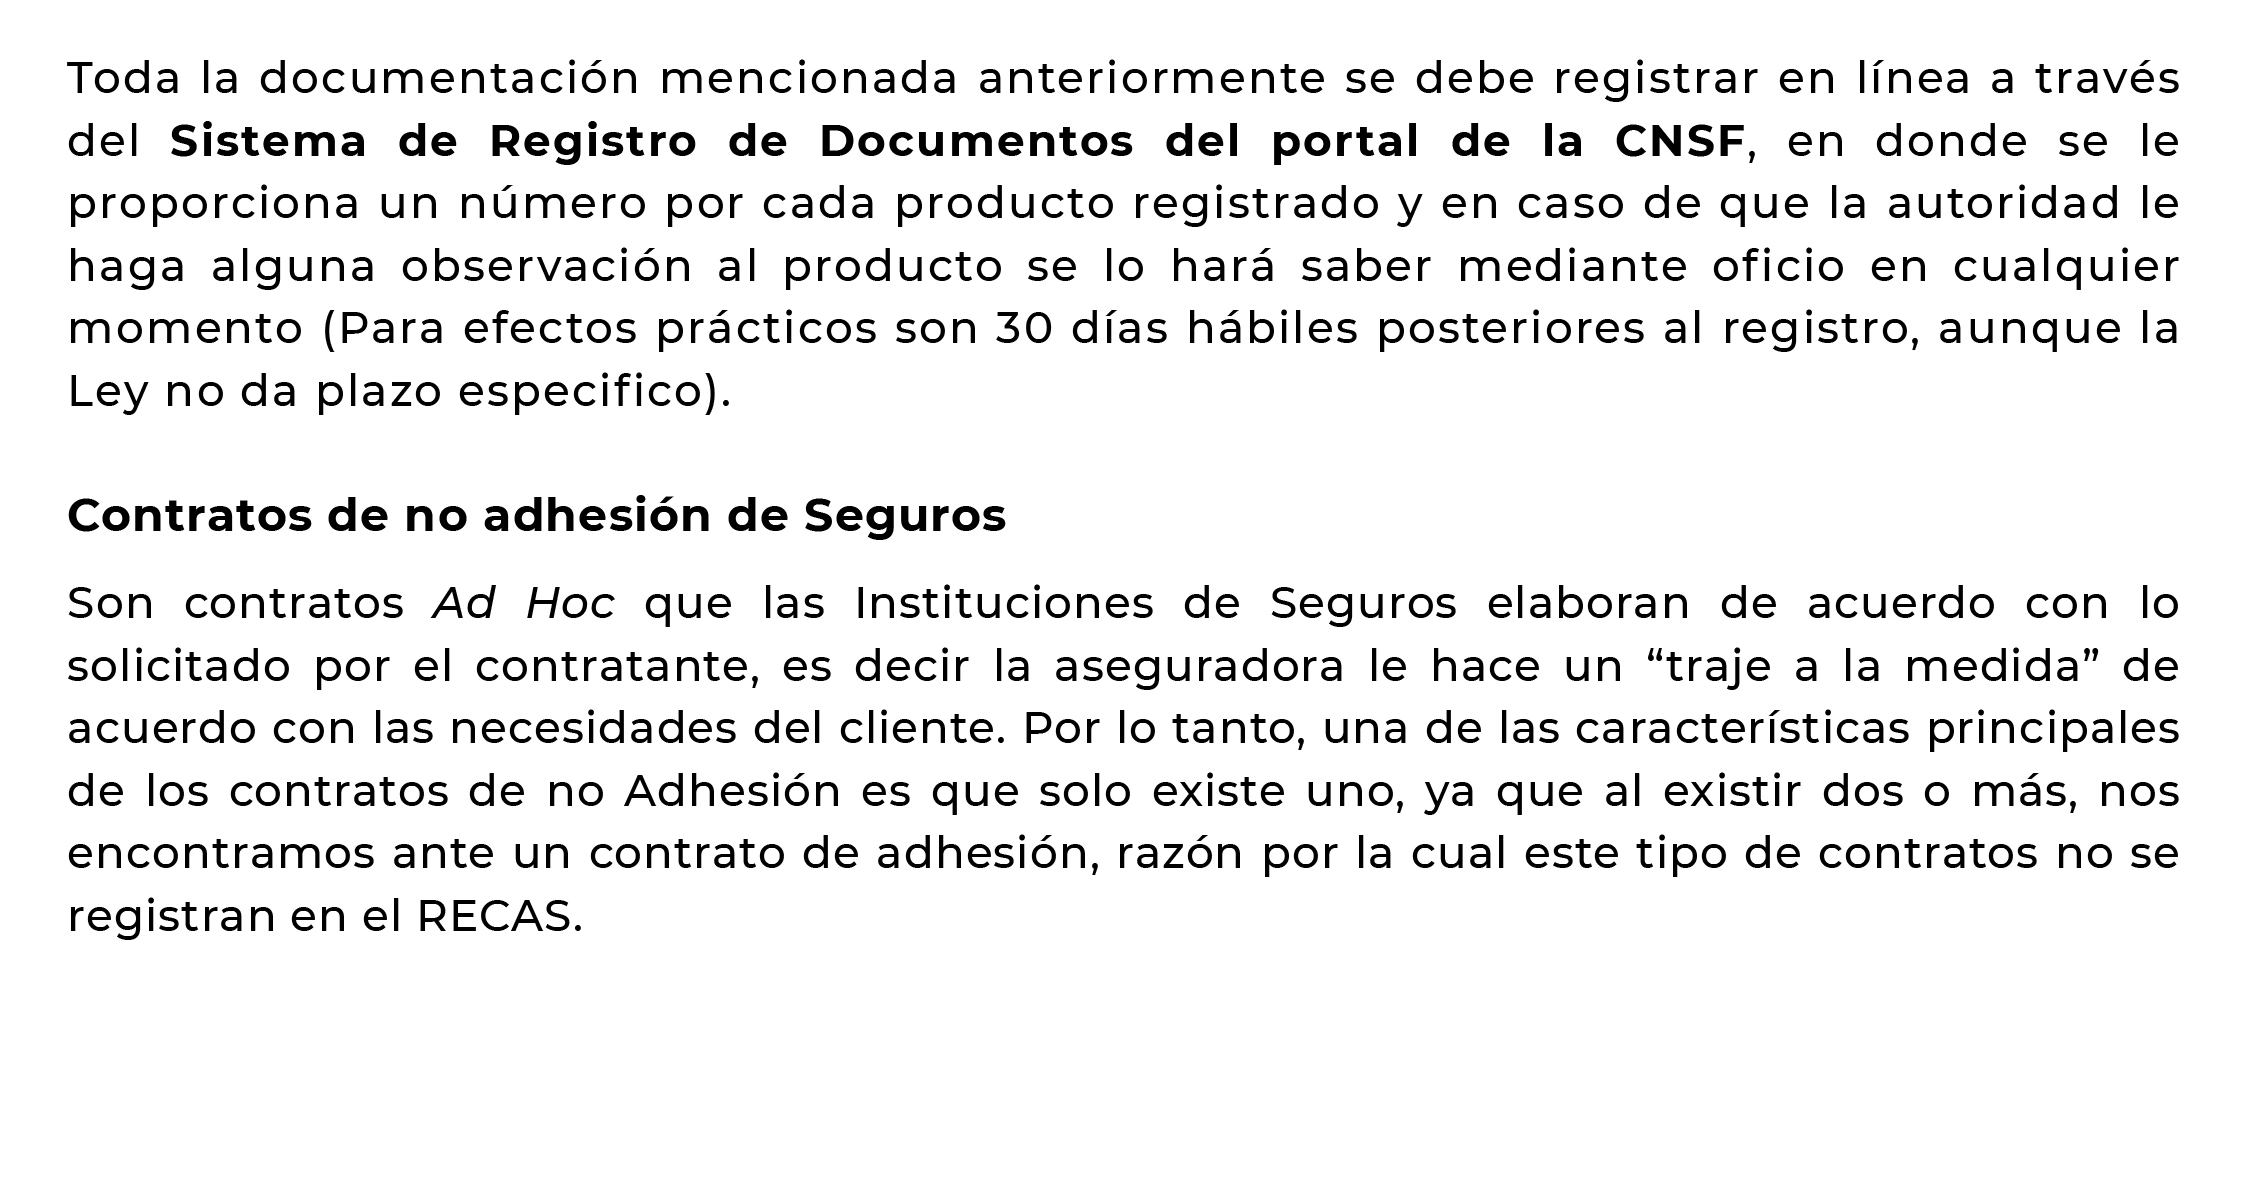 Toda la documentación mencionada anteriormente se debe registrar en línea a través
del Sistema de Registro de Documentos del portal de la CNSF, en donde se le
proporciona un número por cada producto registrado y en caso de que la autoridad le
haga alguna observación al producto se lo hará saber mediante oficio en cualquier
momento (Para efectos prácticos son 30 días hábiles posteriores al registro, aunque la
Ley no da plazo especifico).
Contratos de no adhesión de Seguros
Son contratos Ad Hoc que las Instituciones de Seguros elaboran de acuerdo con lo
solicitado por el contratante, es decir la aseguradora le hace un “traje a la medida” de
acuerdo con las necesidades del cliente. Por lo tanto, una de las características principales
de los contratos de no Adhesión es que solo existe uno, ya que al existir dos o más, nos
encontramos ante un contrato de adhesión, razón por la cual este tipo de contratos no se
registran en el RECAS.